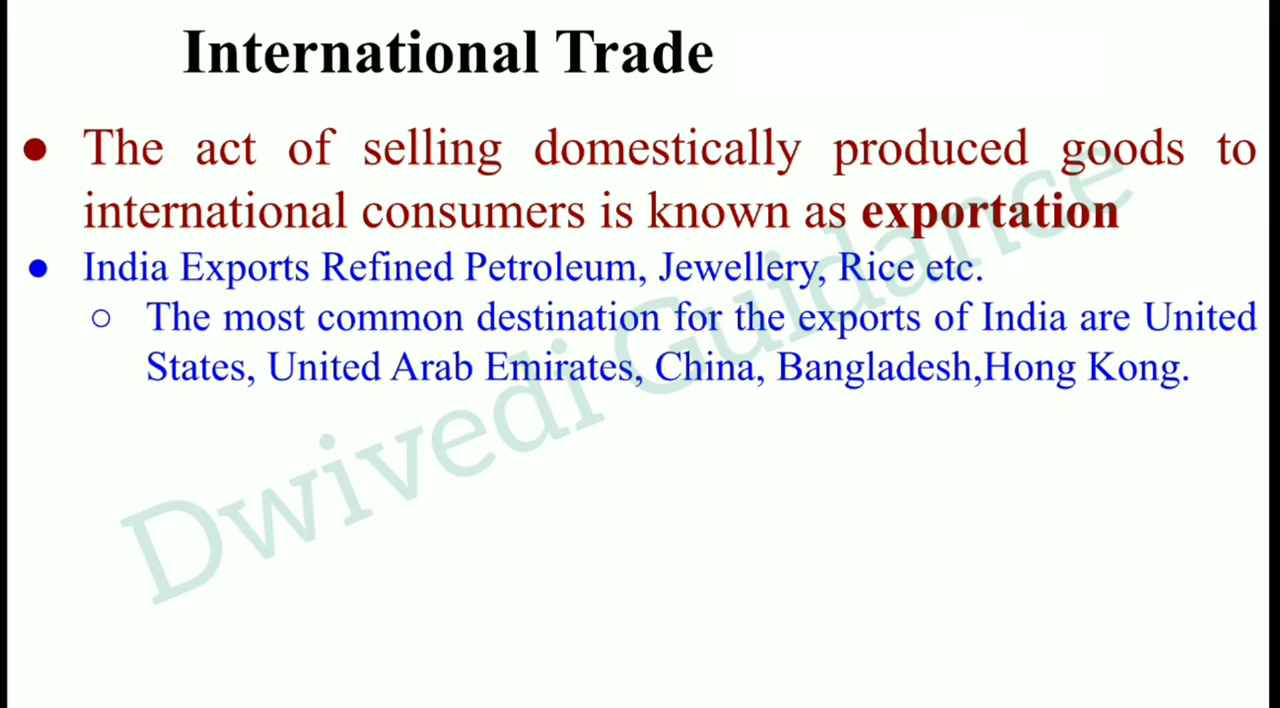 International Trade
● The act of selling domestically produced goods to
international consumers is known as exportation
● India Exports Refined Petroleum, Jewellery, Rice etc.
○ The most common destination for the exports of India are United
States, United Arab Emirates, China, Bangladesh,Hong Kong.
Dwivedi Guidance